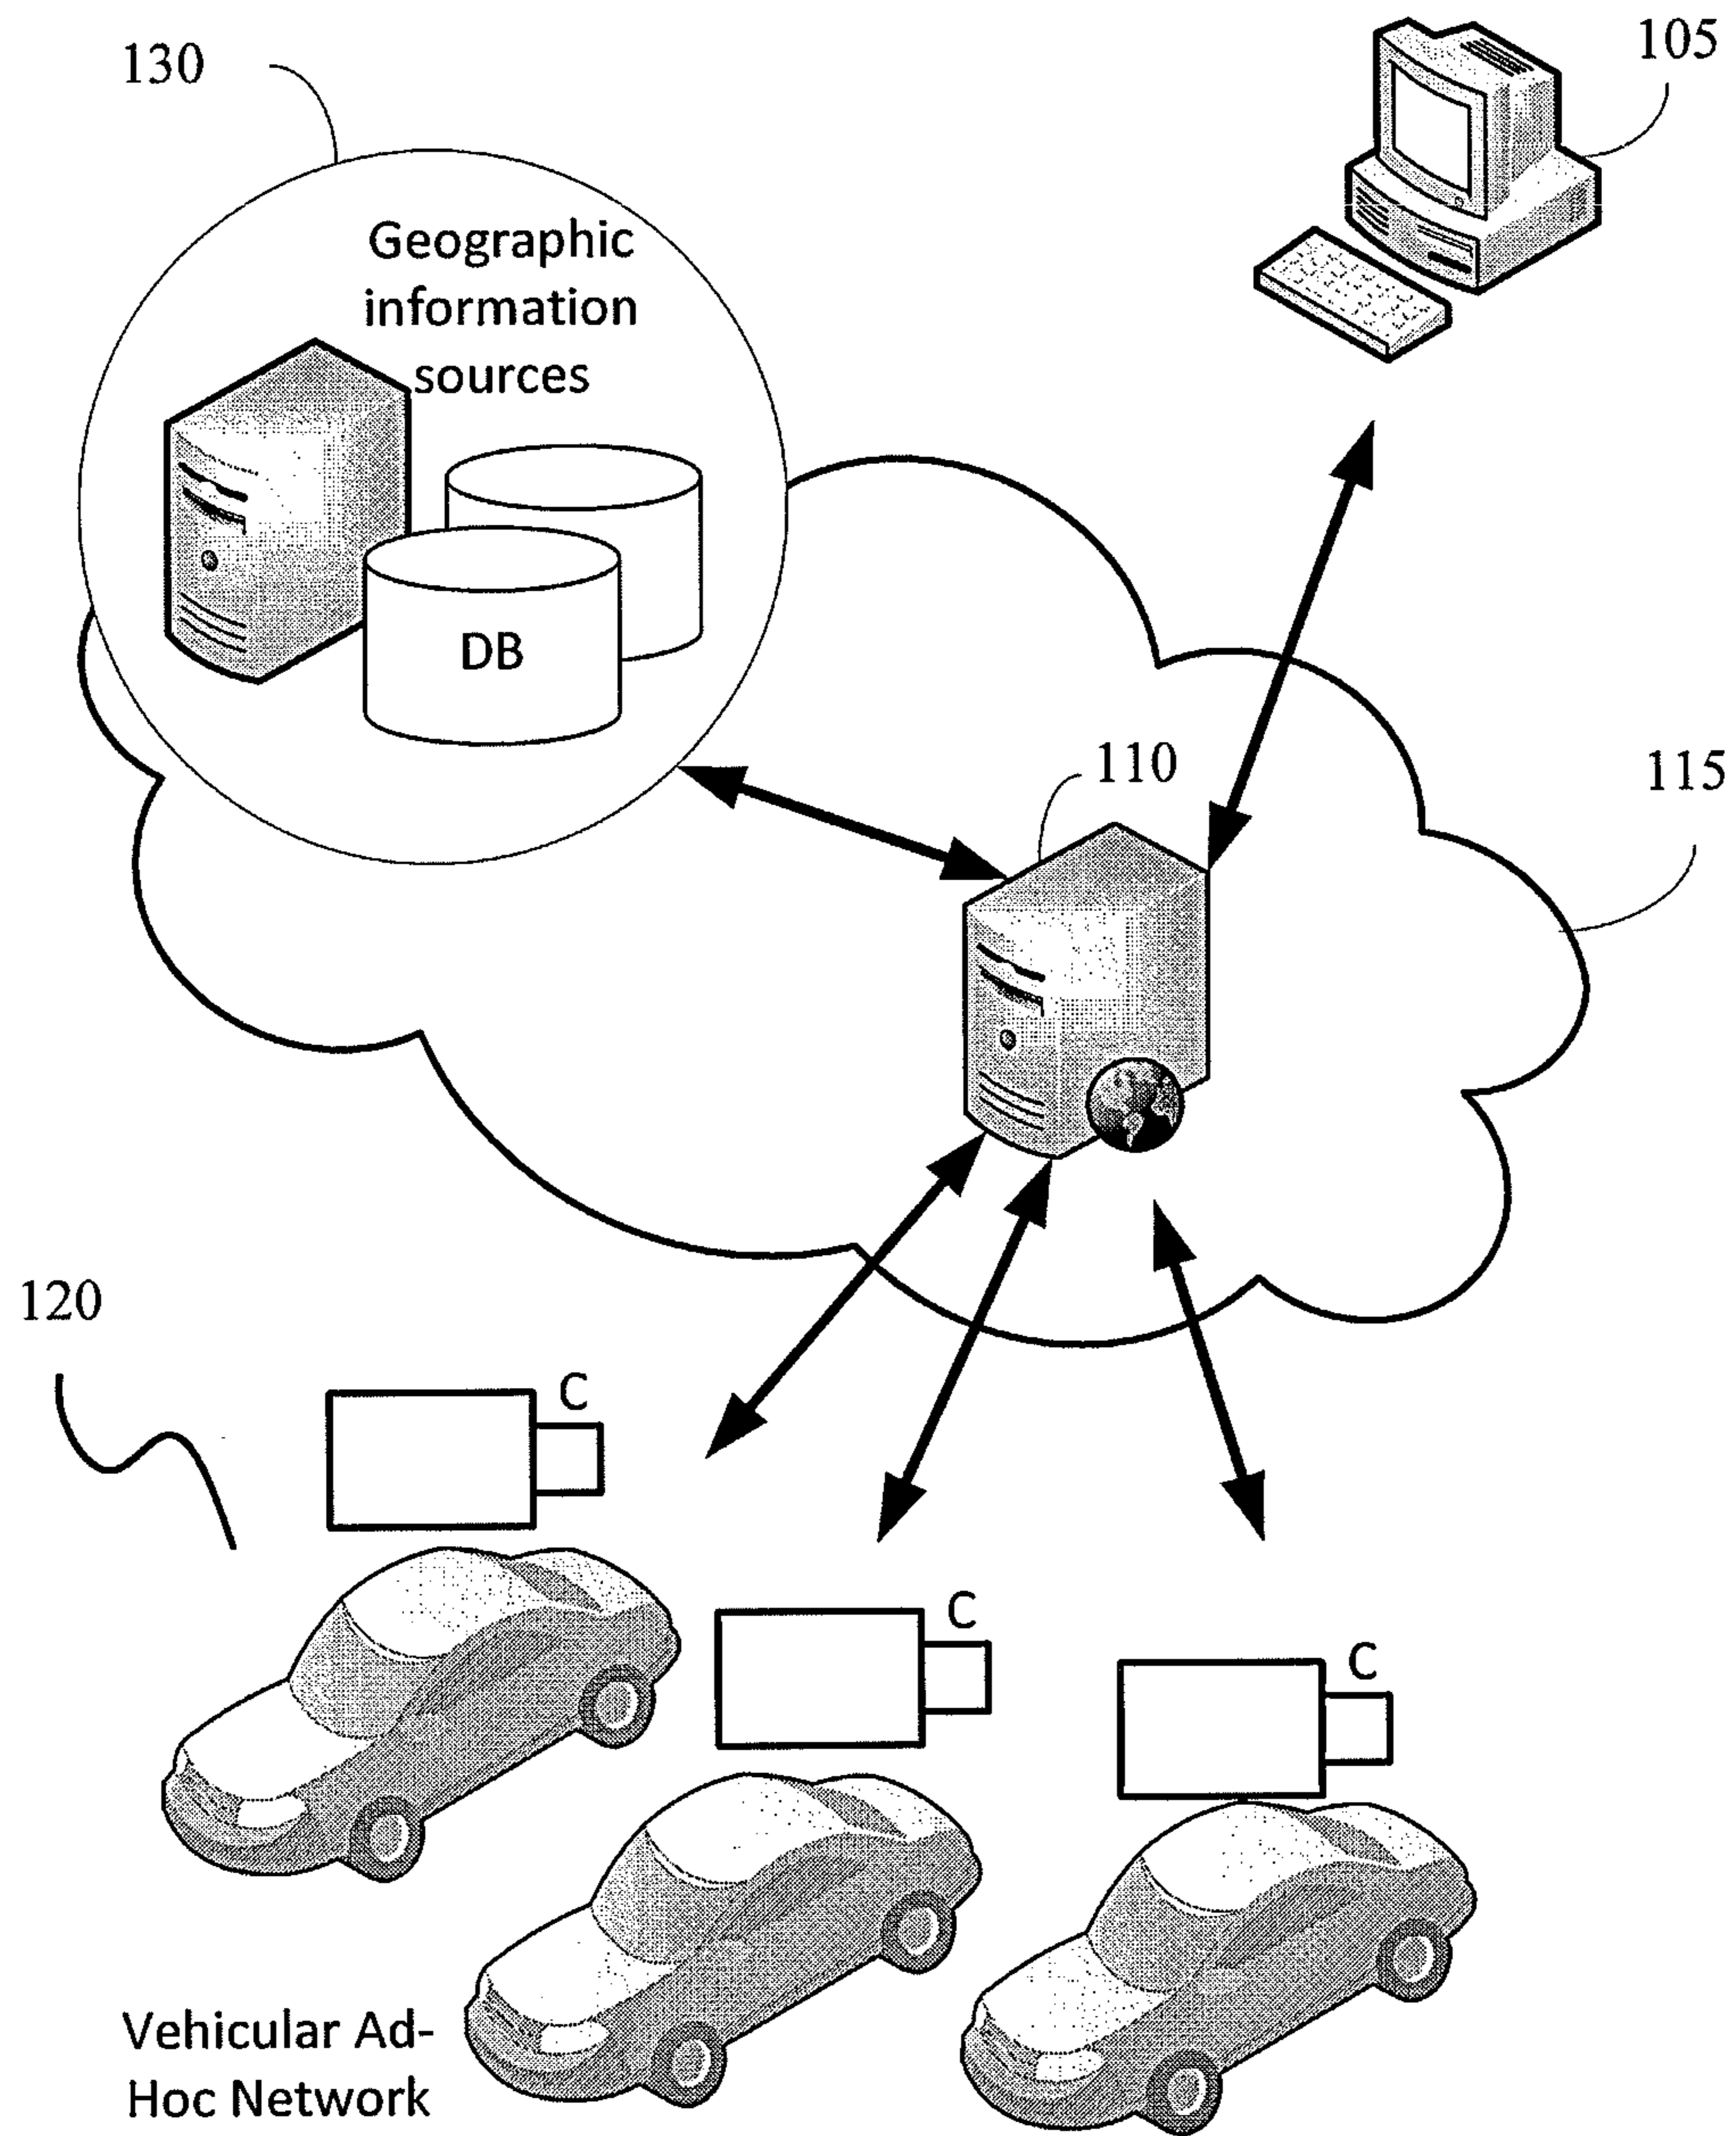 130
105
Geographic
information
sources
DB
110
115
120
C
C
C
Vehicular Ad-
Hoc Network